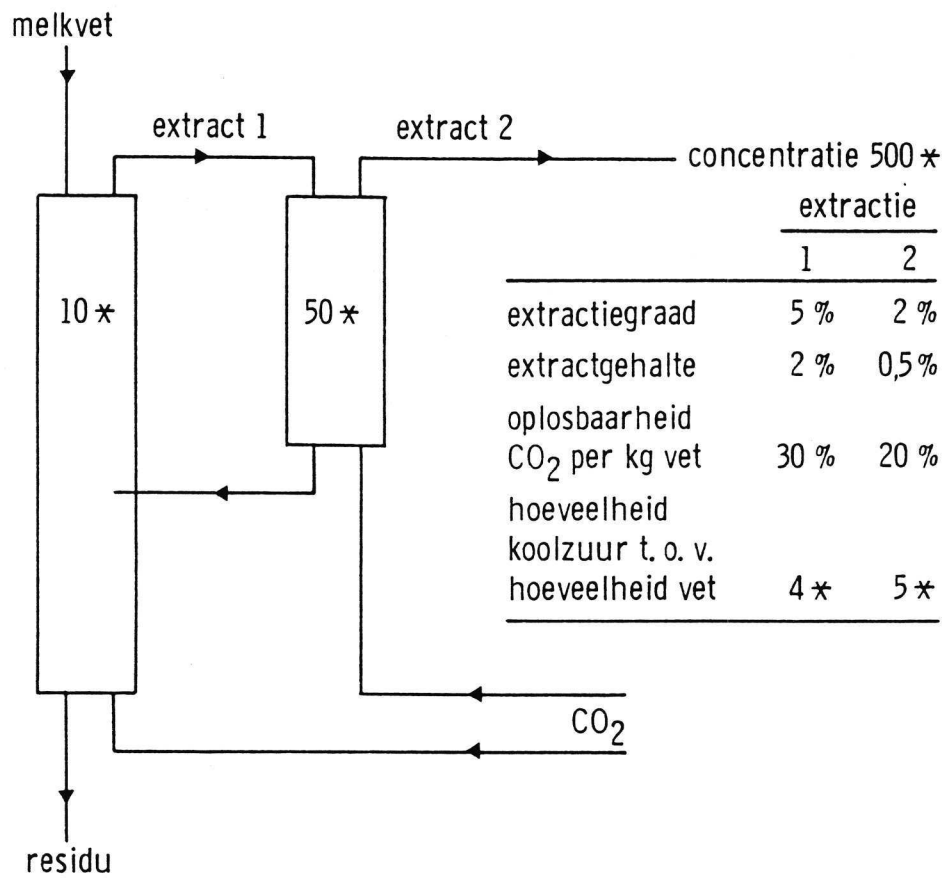 melkvet
extract 1
extract 2
concentratie 500 *
extractie
1 2
10 *
50 *
extractiegraad 5 % 2 %
extractgehalte 2 % 0,5 %
oplosbaarheid
CO2 per kg vet 30 % 20 %
hoeveelheid
koolzuur t. o. v.
hoeveelheid vet 4 * 5 *
CO2
residu